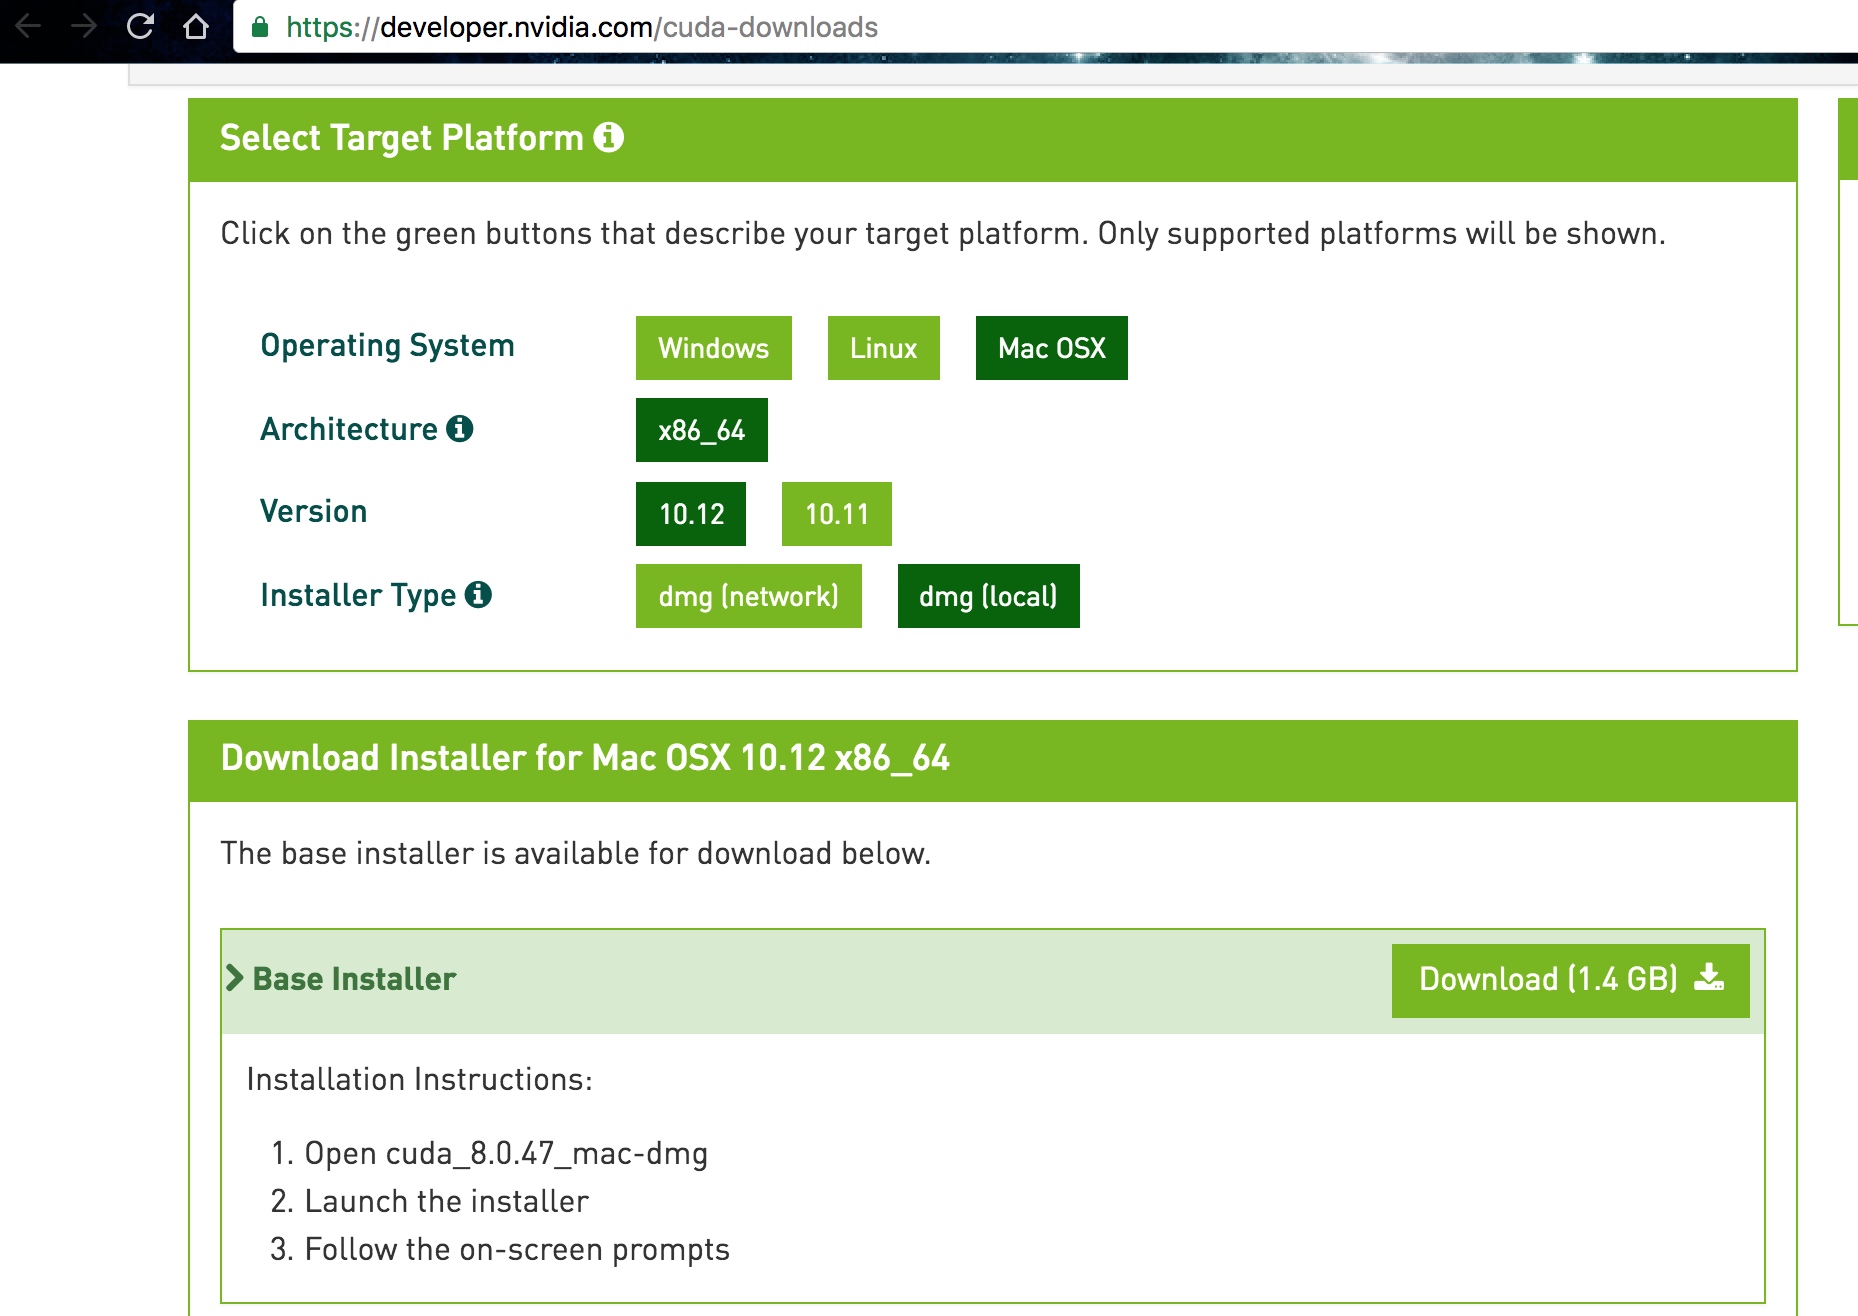 https://developer.nvidia.com/cuda-downloads
Select Target Platform
Click on the green buttons that describe your target platform. Only supported platforms will be shown.
Operating System Windows Linux Mac OSX
Architecture x86_64
Version 10.12 10.11
Installer Type dmg (network) dmg (local)
Download Installer for Mac OSX 10.12 x86_64
The base installer is available for download below.
Base Installer Download (1.4 GB)
Installation Instructions:
1. Open cuda_8.0.47_mac-dmg
2. Launch the installer
3. Follow the on-screen prompts